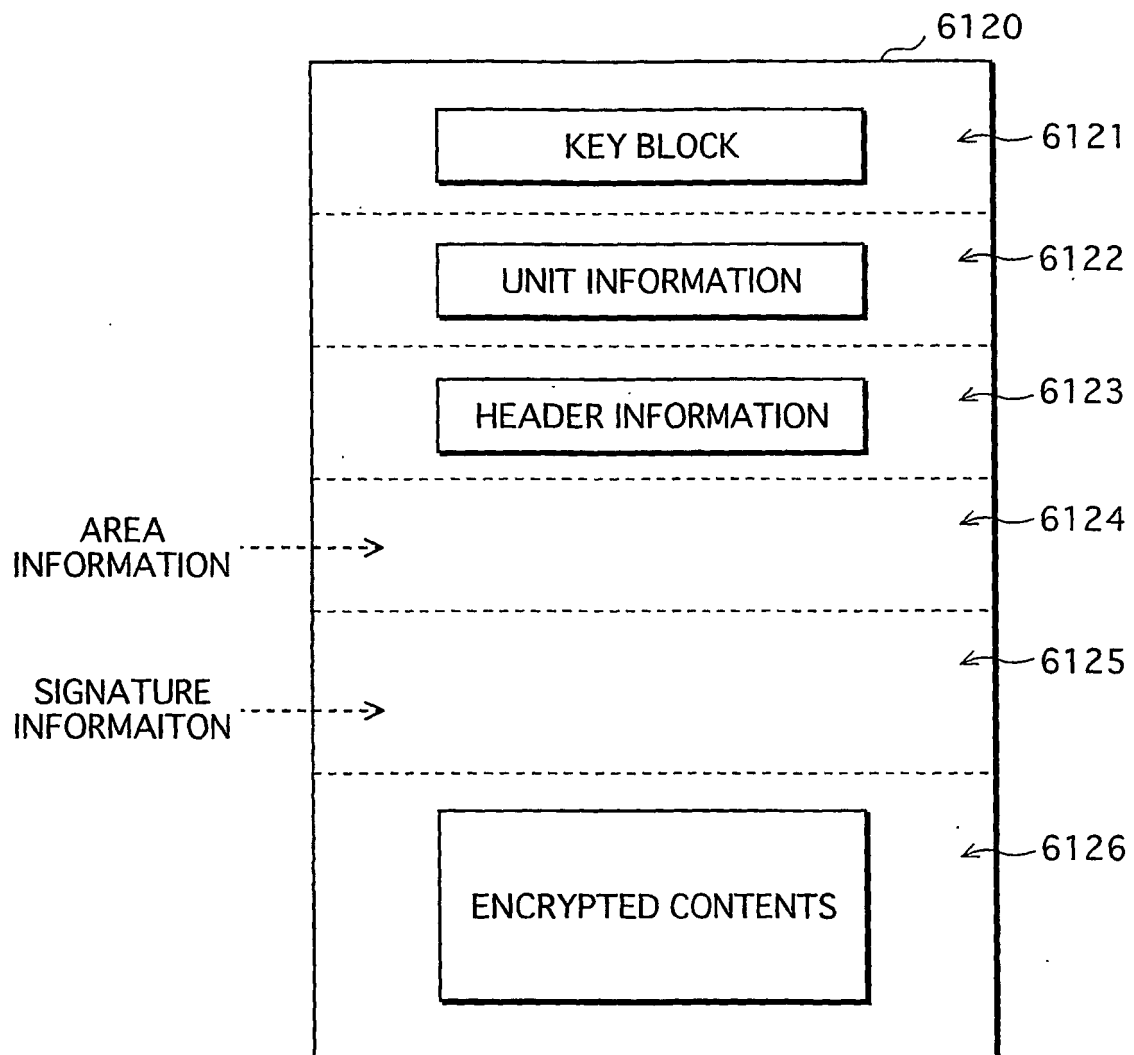 6120
KEY BLOCK
6121
UNIT INFORMATION
6122
HEADER INFORMATION
6123
AREA
INFORMATION
6124
SIGNATURE
INFORMAITON
6125
ENCRYPTED CONTENTS
6126